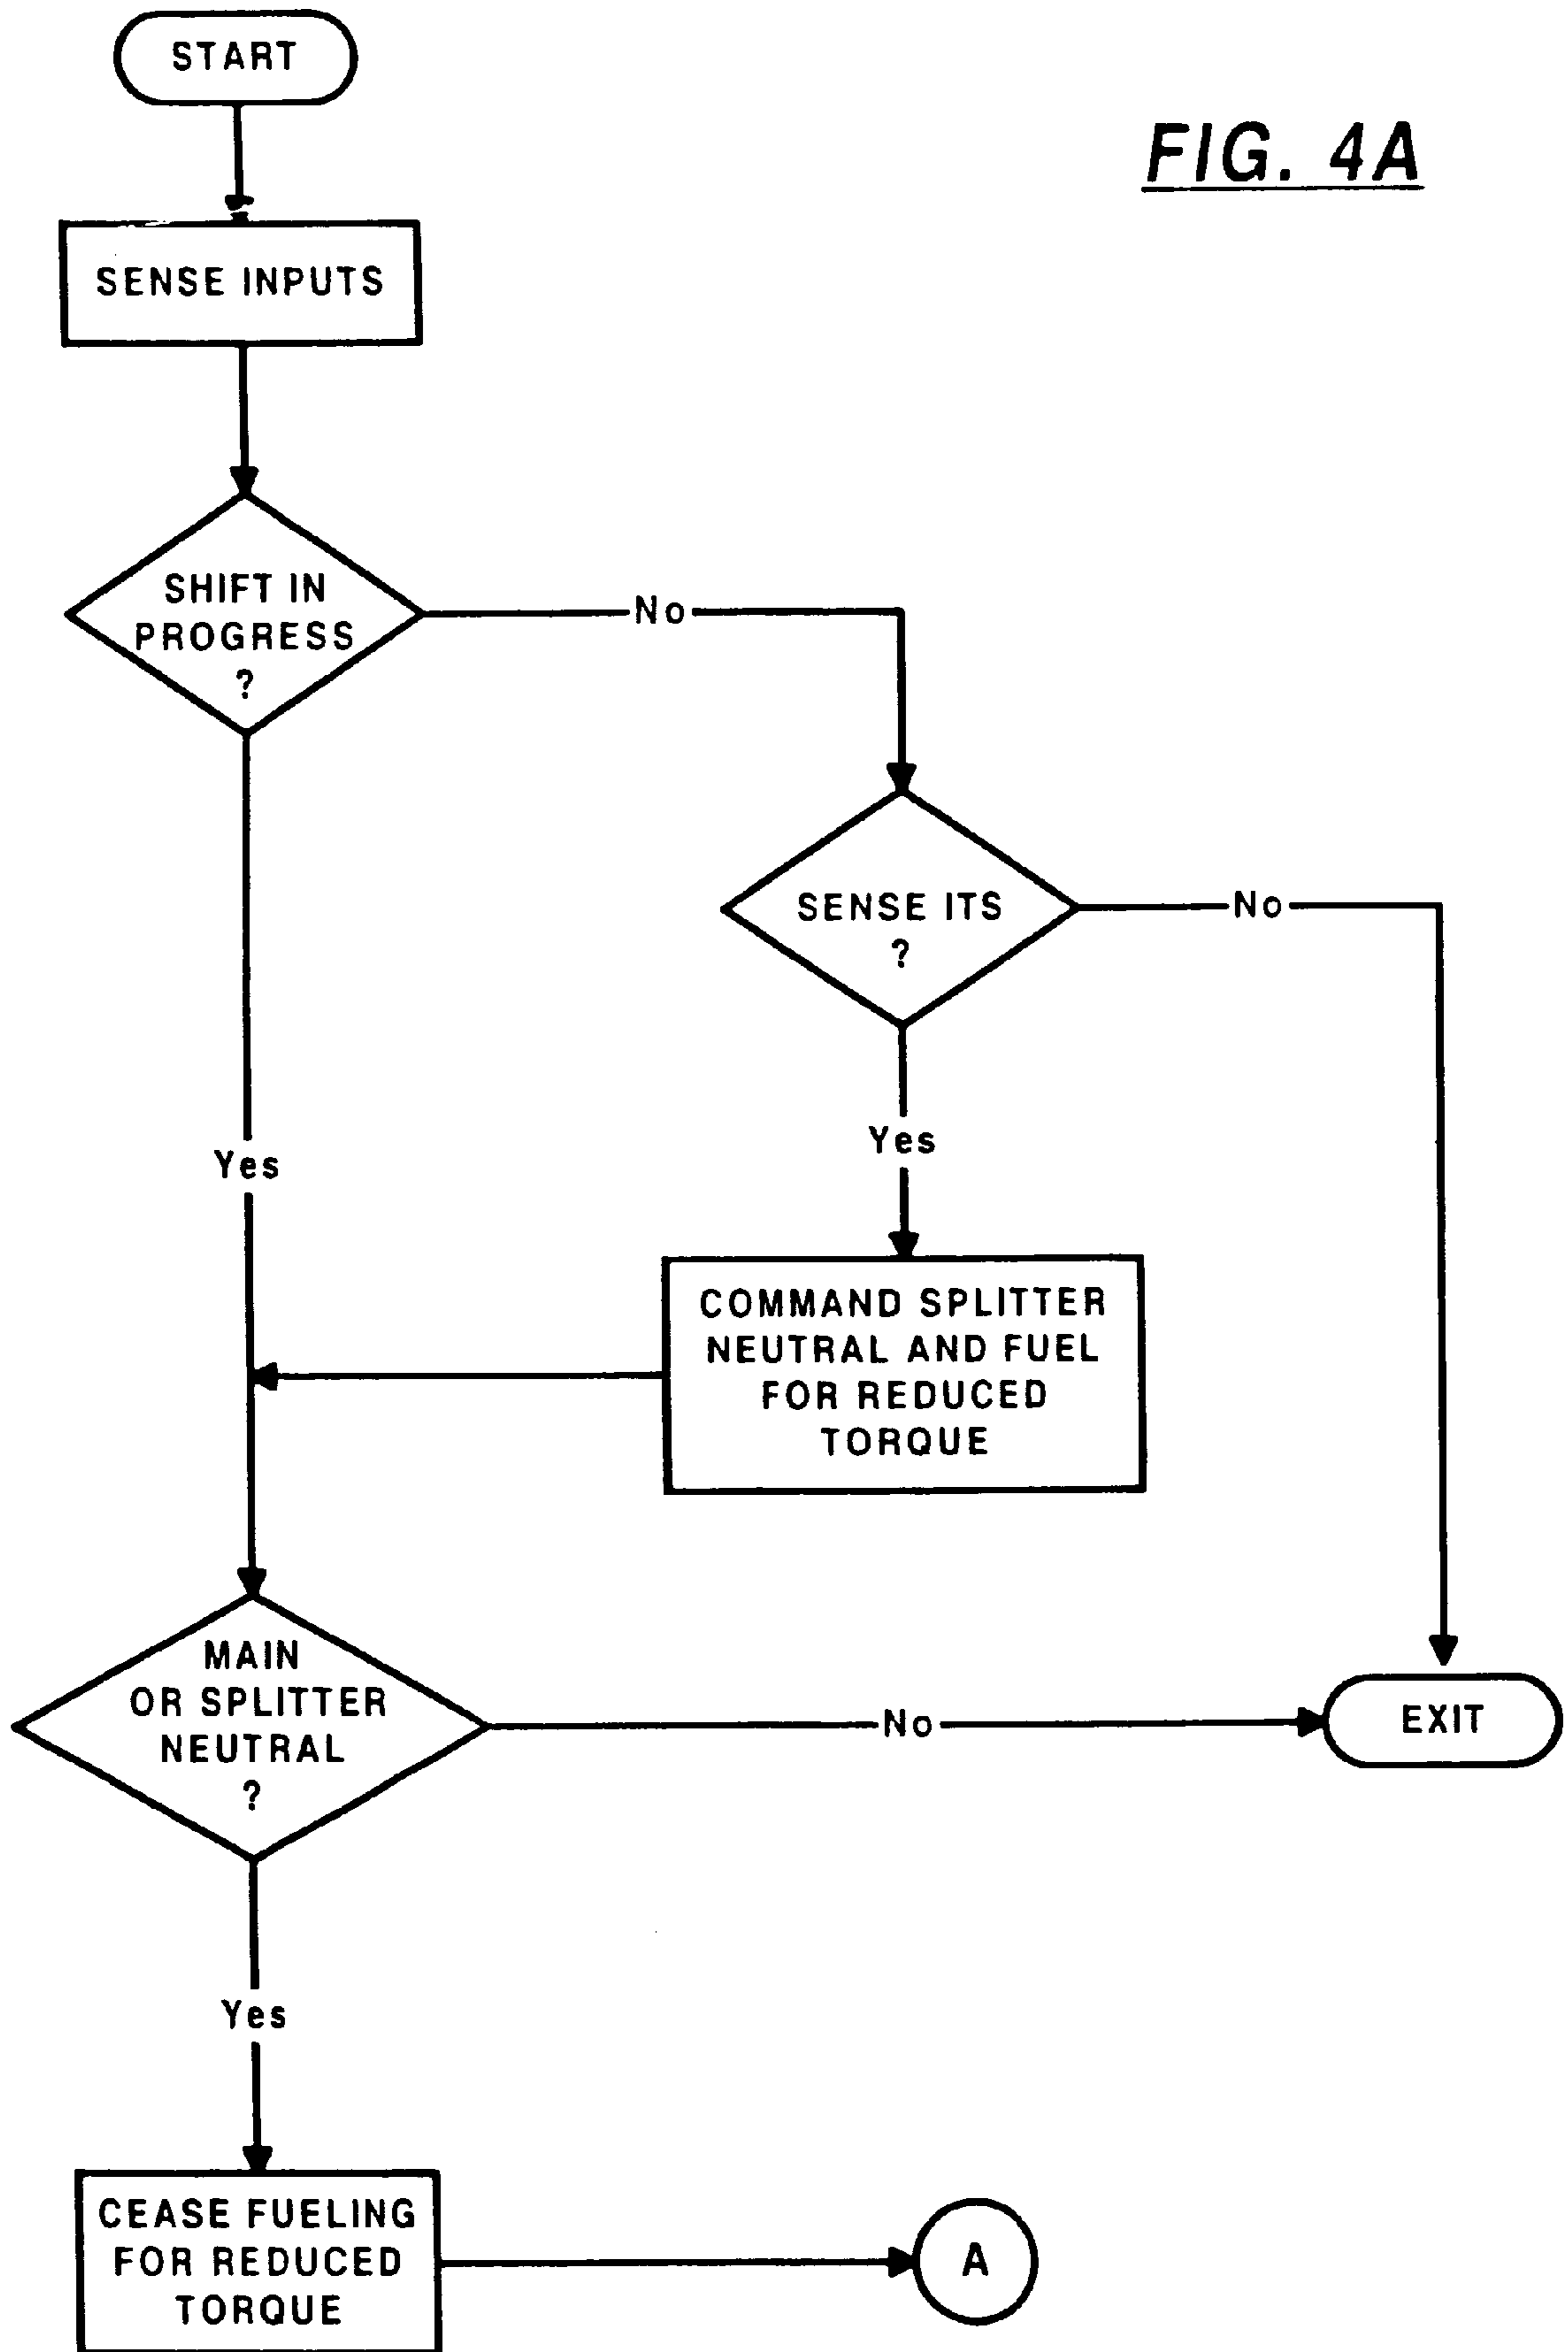 START
FIG. 4A
SENSE INPUTS
SHIFT IN
PROGRESS
?
No
SENSE ITS
?
No
Yes
Yes
COMMAND SPLITTER
NEUTRAL AND FUEL
FOR REDUCED
TORQUE
MAIN
OR SPLITTER
NEUTRAL
?
No
EXIT
Yes
CEASE FUELING
FOR REDUCED
TORQUE
A